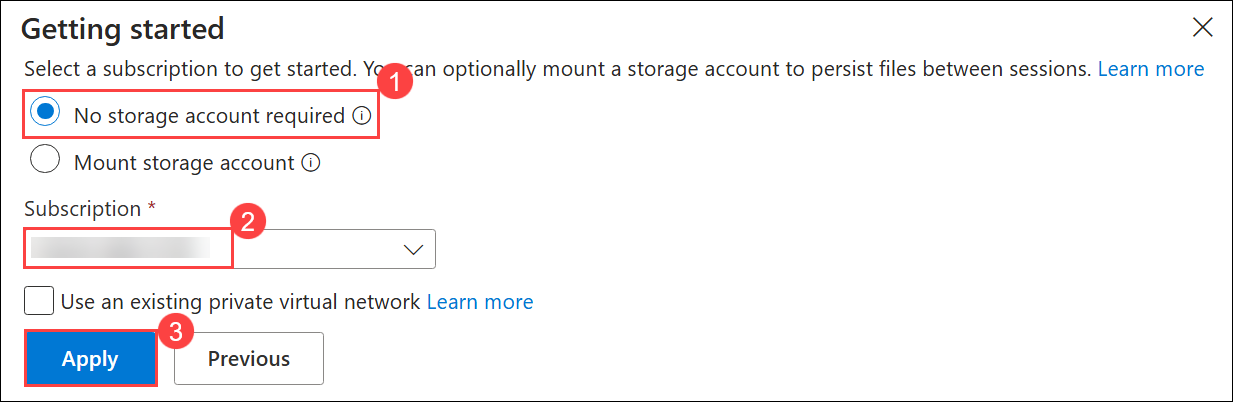 Getting started
Select a subscription to get started. You can optionally mount a storage account to persist files between sessions. Learn more
1
No storage account required
Mount storage account
Subscription *
2
Use an existing private virtual network Learn more
3
Apply
Previous